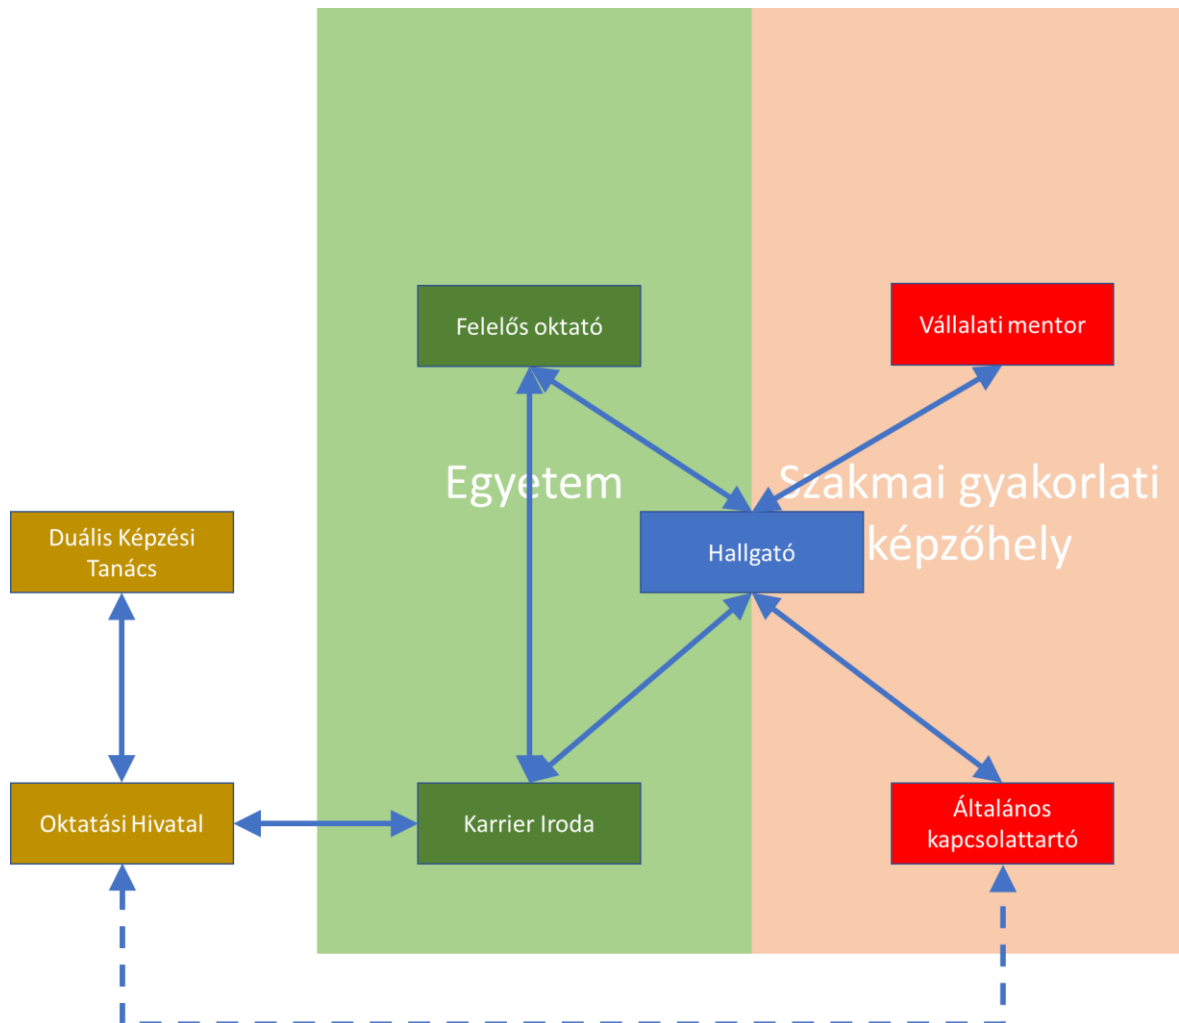 Felelős oktató
Vállalati mentor
Egyetem
Szakmai gyakorlati
képzőhely
Duális Képzési
Tanács
Hallgató
Oktatási Hivatal
Karrier Iroda
Általános
kapcsolattartó